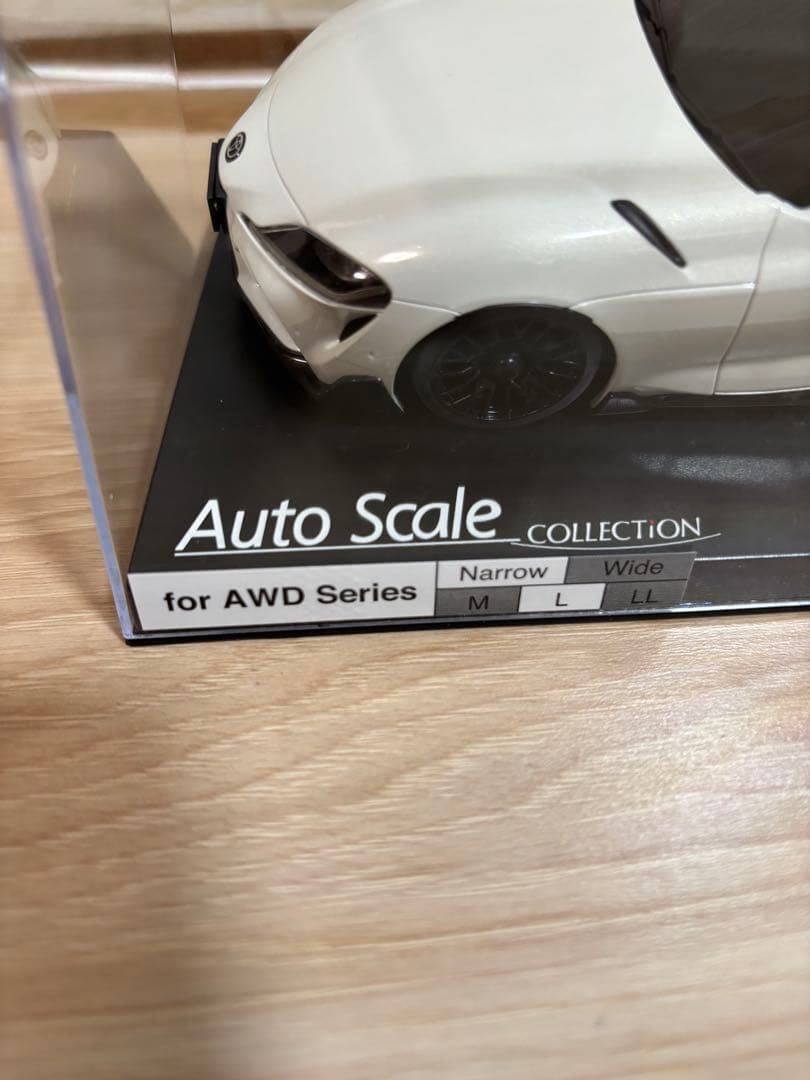 Auto Scale COLLECTiON
for AWD Series
Narrow Wide
M L LL